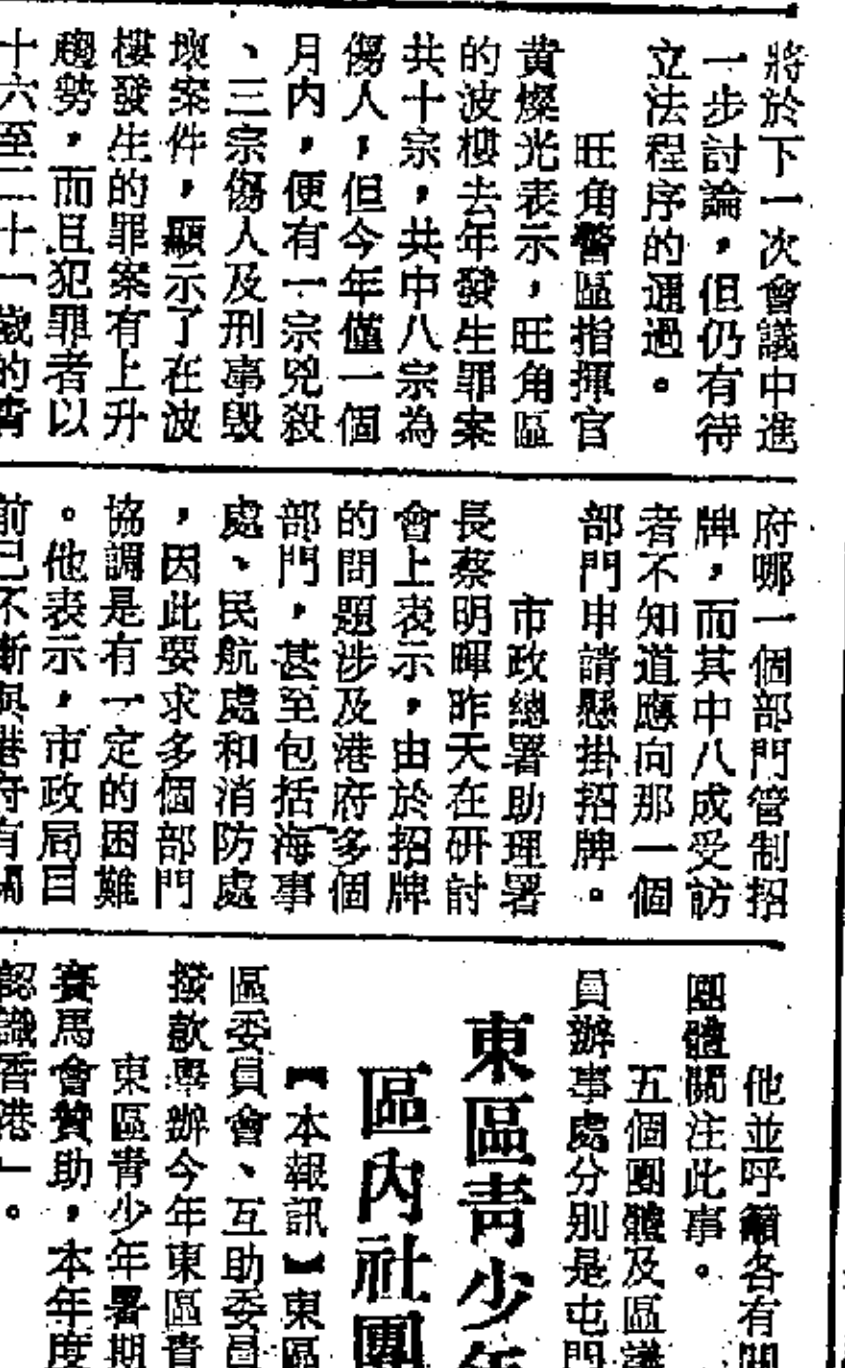 將於下一次會議中進
一步討論，但仍有待
立法程序的通過。
旺角警區指揮官
黃燦光表示，旺角區
的波樓去年發生罪案
共十宗，共中八宗為
傷人，但今年僅一個
月内，便有一宗兇殺
、三宗傷人及刑事毀
壞案件，顯示了在波
樓發生的罪案有上升
趨勢，而且犯罪者以
十六至二十一歲的青
府哪一個部門管制招
牌，而其中八成受訪
者不知道應向那一個
部門申請懸掛招牌。
市政總署助理署
長蔡明暉昨天在研討
會上表示，由於招牌
的問題涉及港府多個
部門，甚至包括海事
處、民航處和消防處
，因此要求多個部門
協調是有一定的困難
。他表示，市政局目
前已不斷與港府有關
他並呼籲各有關
團體關注此事。
五個團體及區議
員辦事處分別是屯門
東區青少年
區内社團
【本報訊】東區
區委員會、互助委員
撥款舉辦今年東區青
東區青少年署期
賽馬會贊助，本年度
認識香港」。